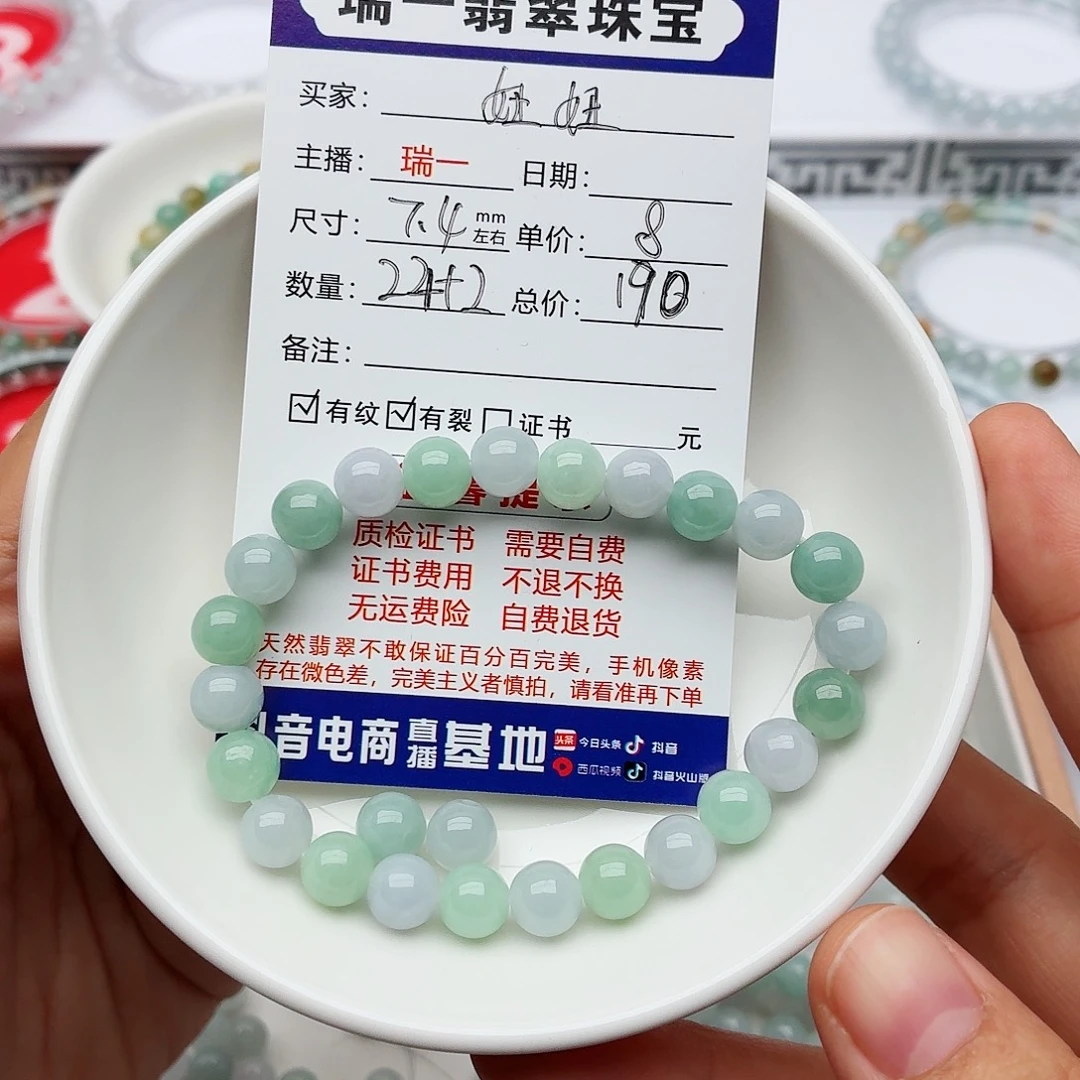 瑞一翡翠珠宝
买家: 妞妞
主播: 瑞一 日期:
尺寸: 7.4 mm左右 单价: 8
数量: 22+2 总价: 190
备注:
有纹 有裂 证书 元
质检证书 需要自费
证书费用 不退不换
无运费险 自费退货
天然翡翠不敢保证百分百完美，手机像素
存在微色差，完美主义者慎拍，请看准再下单
抖音电商直播基地 头条 今日头条 抖音
西瓜视频 抖音火山版